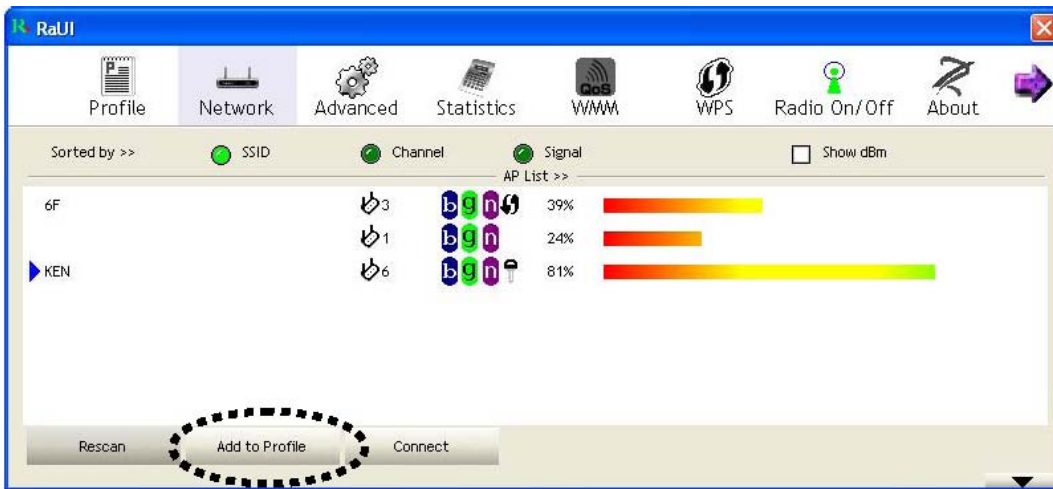 RaUI
Profile Network Advanced Statistics QoS WMM WPS Radio On/Off About
Sorted by >> SSID Channel Signal Show dBm
AP List >>
6F 3 b g n 39%
1 b g n 24%
KEN 6 b g n 81%
Rescan Add to Profile Connect